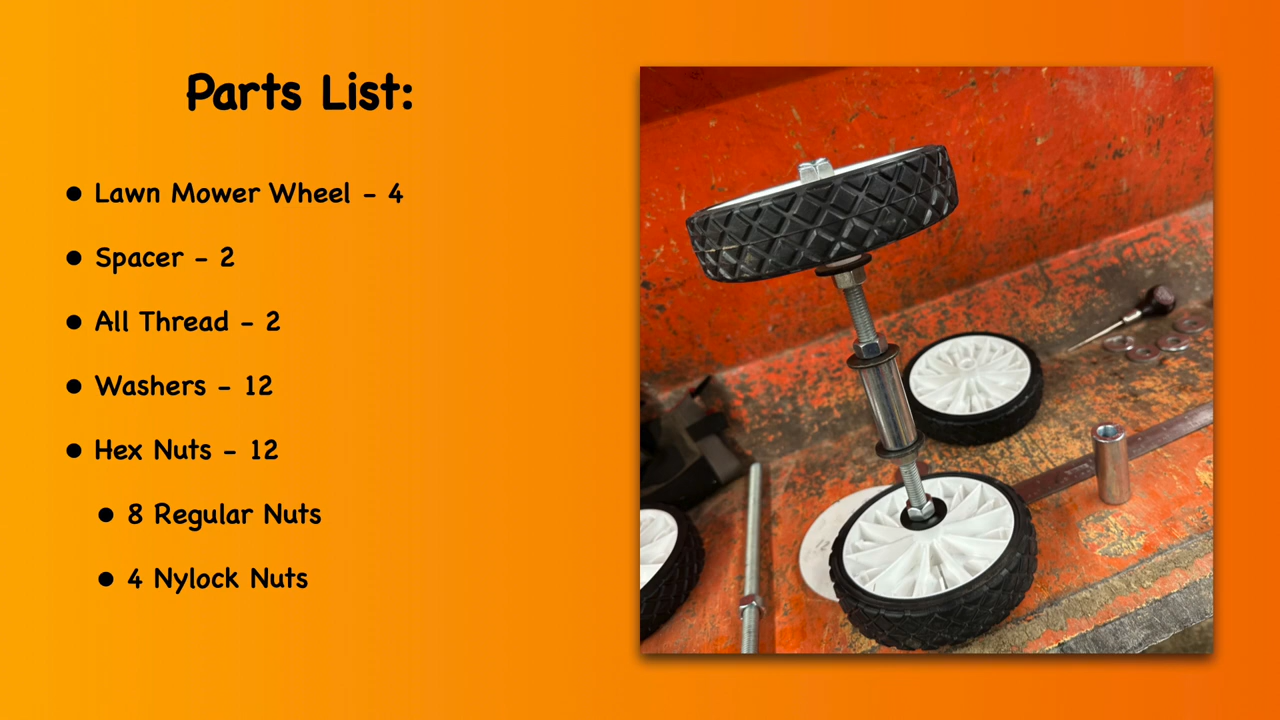 Parts List:
● Lawn Mower Wheel - 4
● Spacer - 2
● All Thread - 2
● Washers - 12
● Hex Nuts - 12
● 8 Regular Nuts
● 4 Nylock Nuts